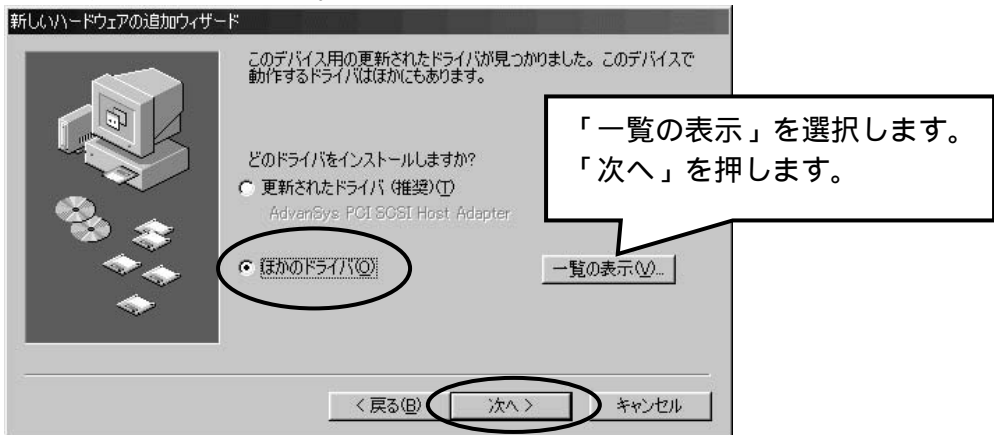 新しいハードウェアの追加ウィザード
このデバイス用の更新されたドライバが見つかりました。このデバイスで
動作するドライバはほかにもあります。
「一覧の表示」を選択します。
「次へ」を押します。
どのドライバをインストールしますか?
更新されたドライバ (推奨)(T)
AdvanSys PCI SCSI Host Adapter
ほかのドライバ(O)
一覧の表示(V)...
< 戻る(B)
次へ >
キャンセル